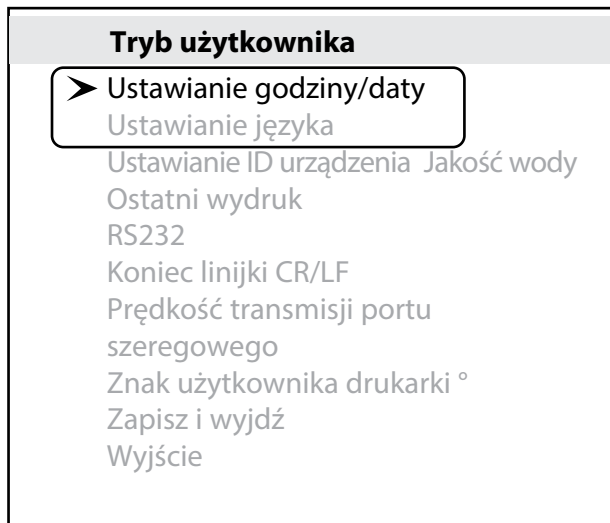 Tryb użytkownika
➤ Ustawianie godziny/daty
Ustawianie języka
Ustawianie ID urządzenia Jakość wody
Ostatni wydruk
RS232
Koniec linijki CR/LF
Prędkość transmisji portu
szeregowego
Znak użytkownika drukarki °
Zapisz i wyjdź
Wyjście